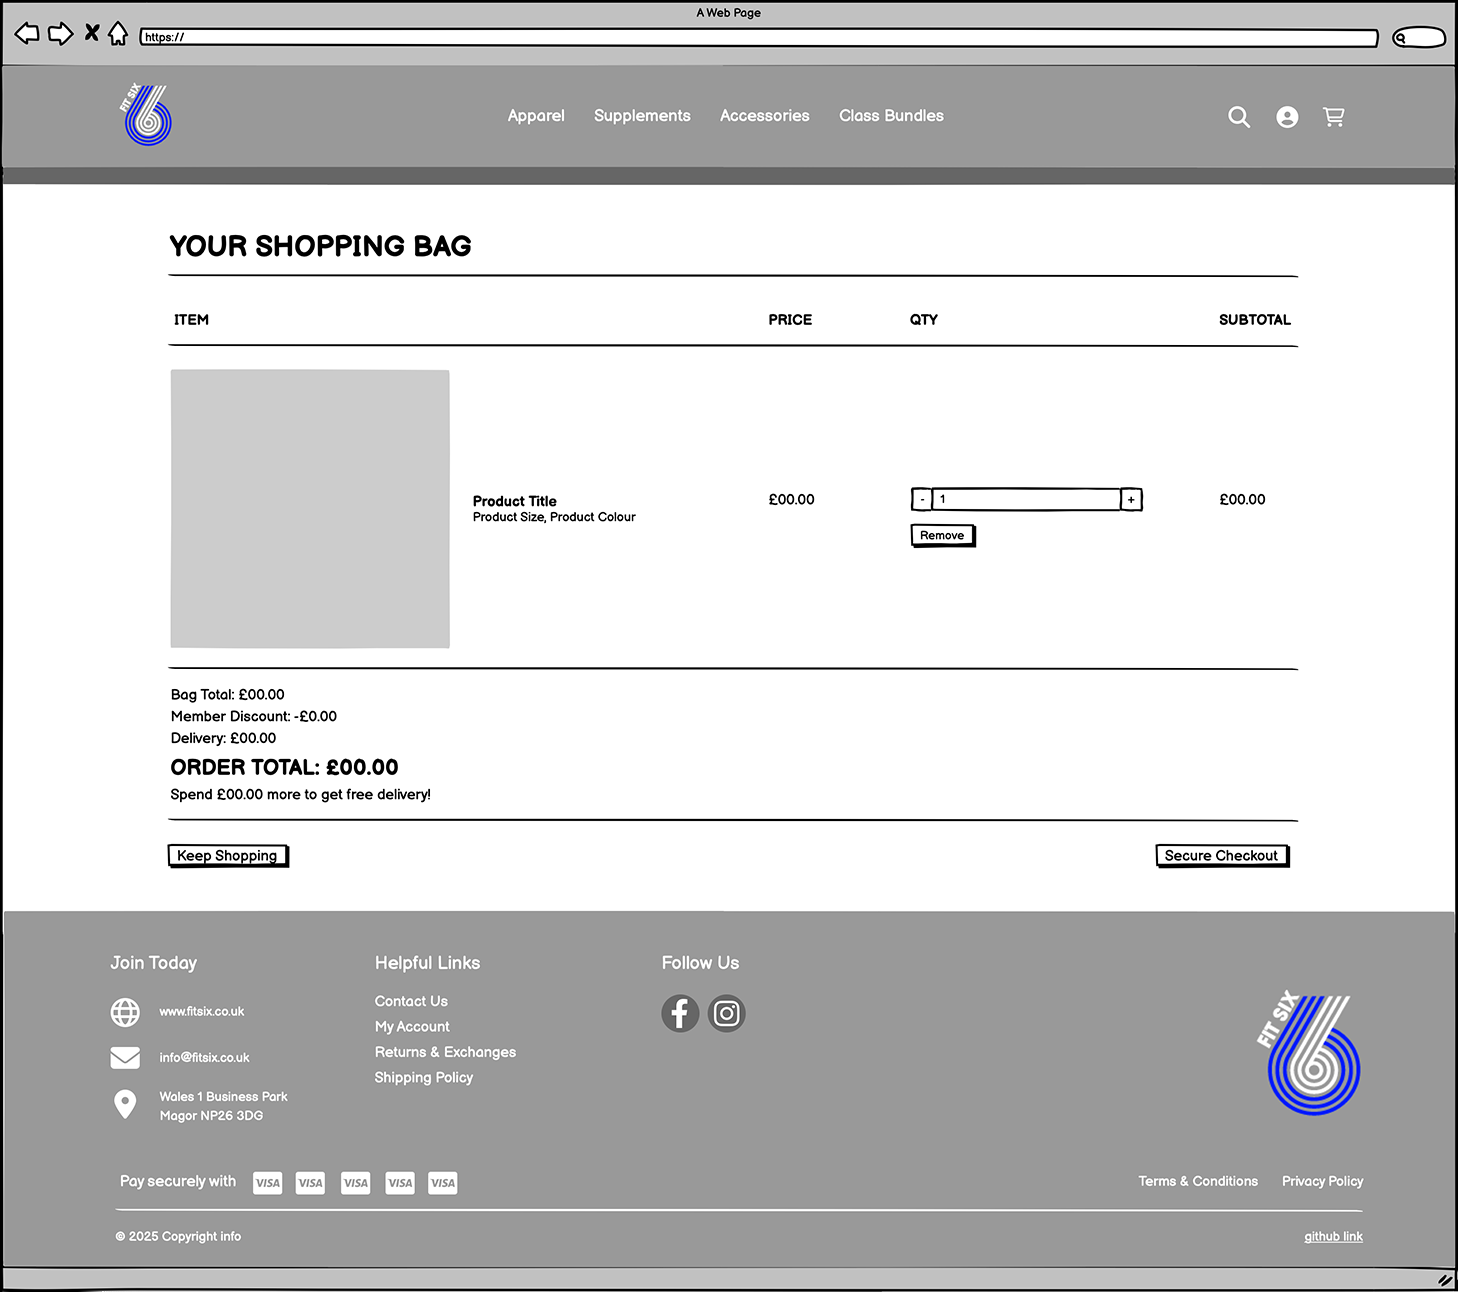 A Web Page
https://
FIT SIX
Apparel Supplements Accessories Class Bundles
YOUR SHOPPING BAG
ITEM PRICE QTY SUBTOTAL
Product Title
Product Size, Product Colour
£00.00
- 1 +
Remove
£00.00
Bag Total: £00.00
Member Discount: -£0.00
Delivery: £00.00
ORDER TOTAL: £00.00
Spend £00.00 more to get free delivery!
Keep Shopping
Secure Checkout
Join Today
www.fitsix.co.uk
info@fitsix.co.uk
Wales 1 Business Park
Magor NP26 3DG
Helpful Links
Contact Us
My Account
Returns & Exchanges
Shipping Policy
Follow Us
FIT SIX
Pay securely with VISA VISA VISA VISA VISA
Terms & Conditions Privacy Policy
© 2025 Copyright info
github link